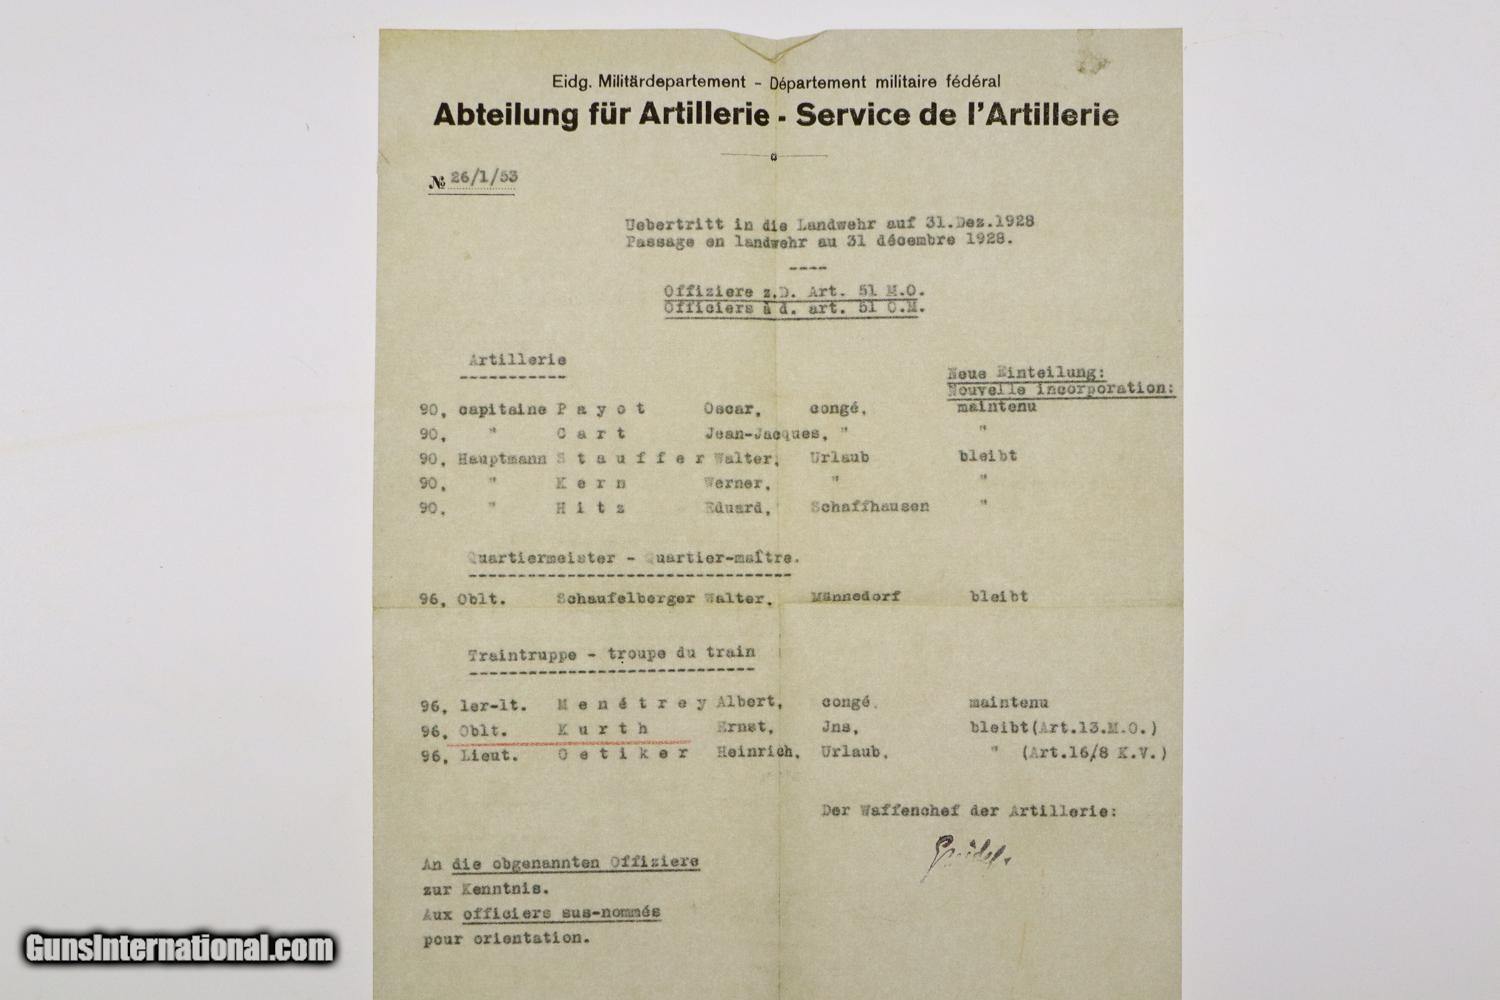 Eidg. Militärdepartement - Département militaire fédéral
Abteilung für Artillerie - Service de l'Artillerie
№ 26/1/53
Uebertritt in die Landwehr auf 31.Dez.1928
Passage en landwehr au 31 décembre 1928.
----
Offiziere z.D. Art. 51 M.O.
Officiers à d. art. 51 O.M.
Artillerie
Neue Einteilung:
Nouvelle incorporation:
90, capitaine P a y o t Oscar, congé, maintenu
90, " C a r t Jean-Jacques, " "
90, Hauptmann S t a u f f e r Walter, Urlaub bleibt
90, " K e r n Werner, " "
90, " H i t z Eduard, Schaffhausen "
Quartiermeister - Quartier-maître.
96, Oblt. Schaufelberger Walter, Männedorf bleibt
Traintruppe - troupe du train
96, 1er-lt. M e n é t r e y Albert, congé, maintenu
96, Oblt. K u r t h Ernst, Jns, bleibt(Art.13.M.O.)
96, Lieut. O e t i k e r Heinrich, Urlaub, " (Art.16/8 K.V.)
Der Waffenchef der Artillerie:
An die obgenannten Offiziere
zur Kenntnis.
Aux officiers sus-nommés
pour orientation.
GunsInternational.com